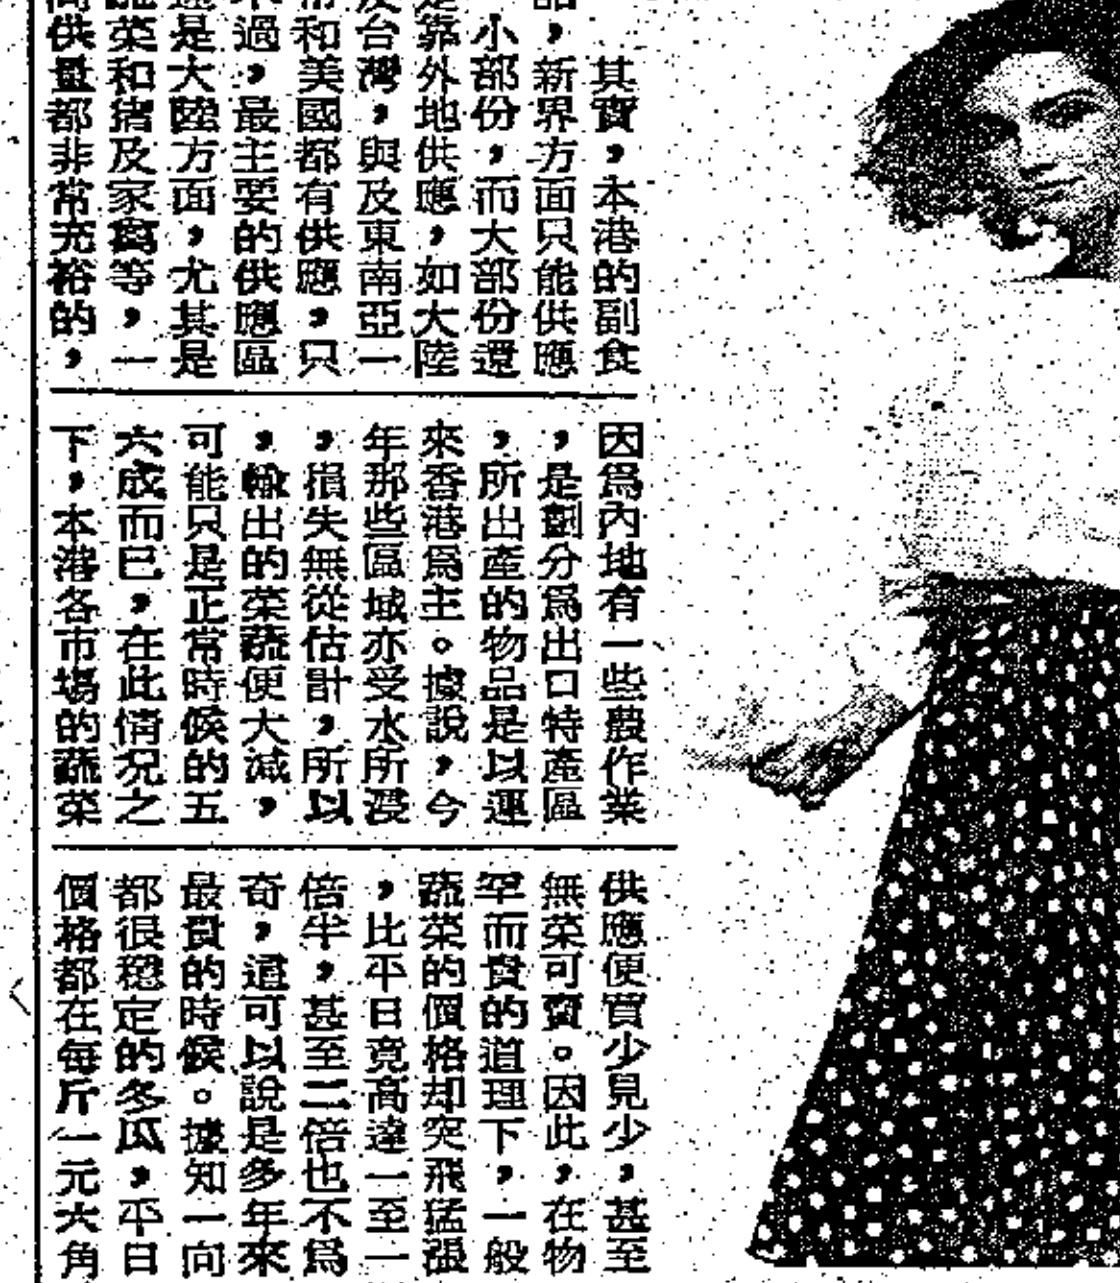 其實,本港的副食
,新界方面只能供應
小部份,而大部份還
是靠外地供應,如大陸
及台灣,與及東南亞一
帶和美國都有供應,只
不過,最主要的供應區
還是大陸方面,尤其是
蔬菜和猪及家禽等,一
向供量都非常充裕的,
因爲內地有一些農作業
,是劃分爲出口特產區
,所出產的物品是以運
來香港爲主。據說,今
年那些區域亦受水所浸
,損失無從估計,所以
,輸出的菜蔬便大減,
可能只是正常時候的五
六成而已,在此情況之
下,本港各市場的蔬菜
供應便買少見少,甚至
無菜可賣。因此,在物
罕而貴的道理下,一般
蔬菜的價格却突飛猛漲
,比平日竟高達一至一
倍半,甚至二倍也不爲
奇,這可以說是多年來
最貴的時候。據知一向
都很穩定的冬瓜,平日
價格都在每斤一元六角